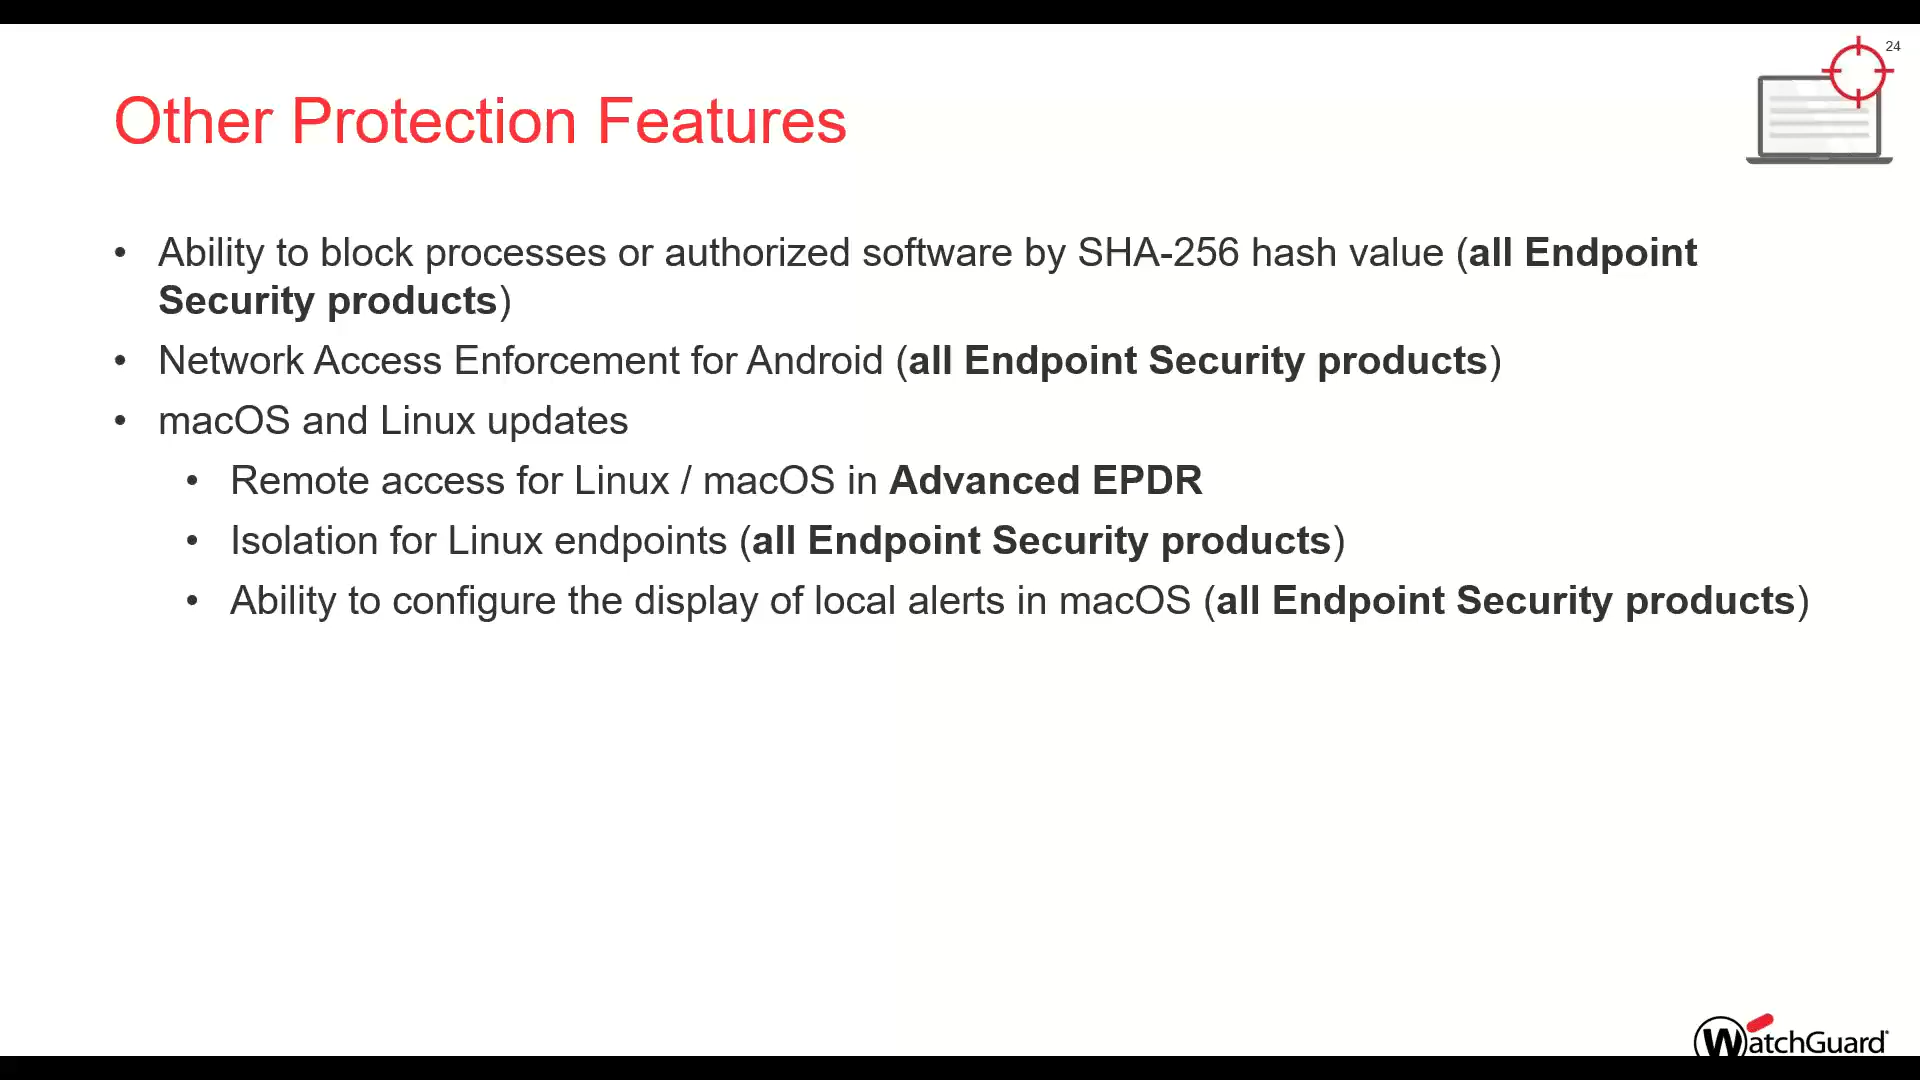 24
Other Protection Features
• Ability to block processes or authorized software by SHA-256 hash value (all Endpoint
Security products)
• Network Access Enforcement for Android (all Endpoint Security products)
• macOS and Linux updates
• Remote access for Linux / macOS in Advanced EPDR
• Isolation for Linux endpoints (all Endpoint Security products)
• Ability to configure the display of local alerts in macOS (all Endpoint Security products)
WatchGuard